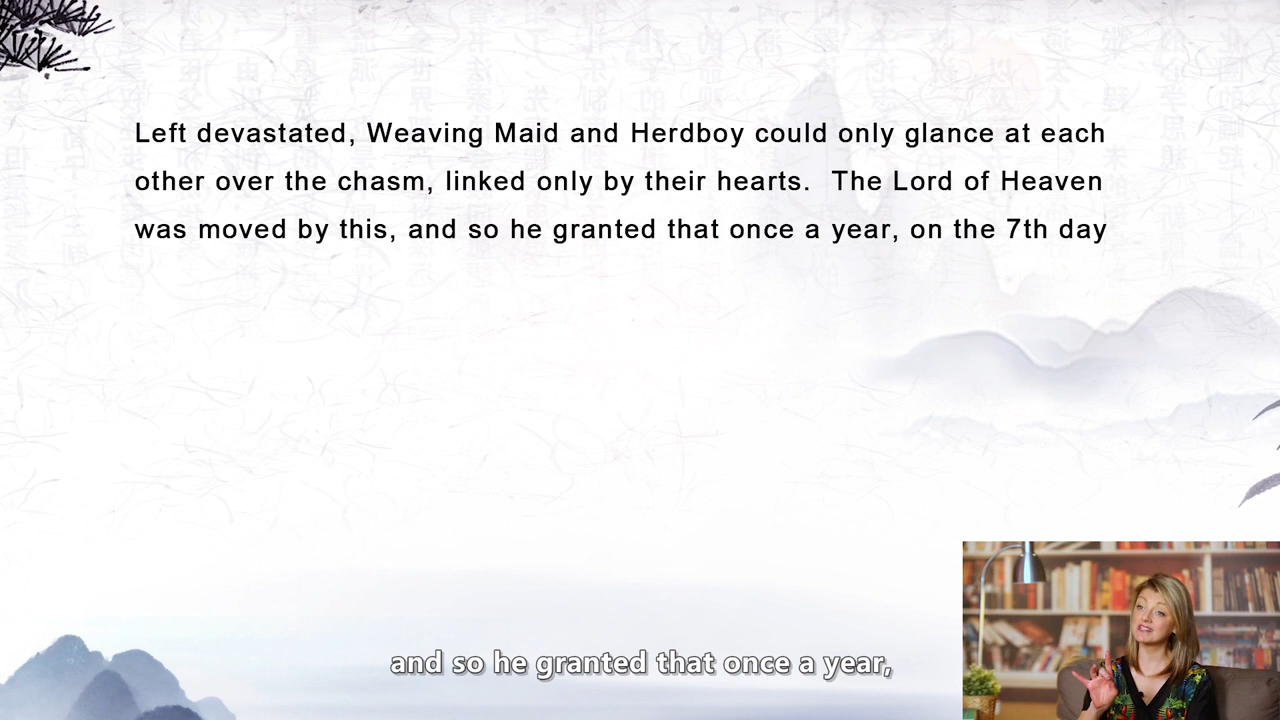 Left devastated, Weaving Maid and Herdboy could only glance at each
other over the chasm, linked only by their hearts.  The Lord of Heaven
was moved by this, and so he granted that once a year, on the 7th day
and so he granted that once a year,